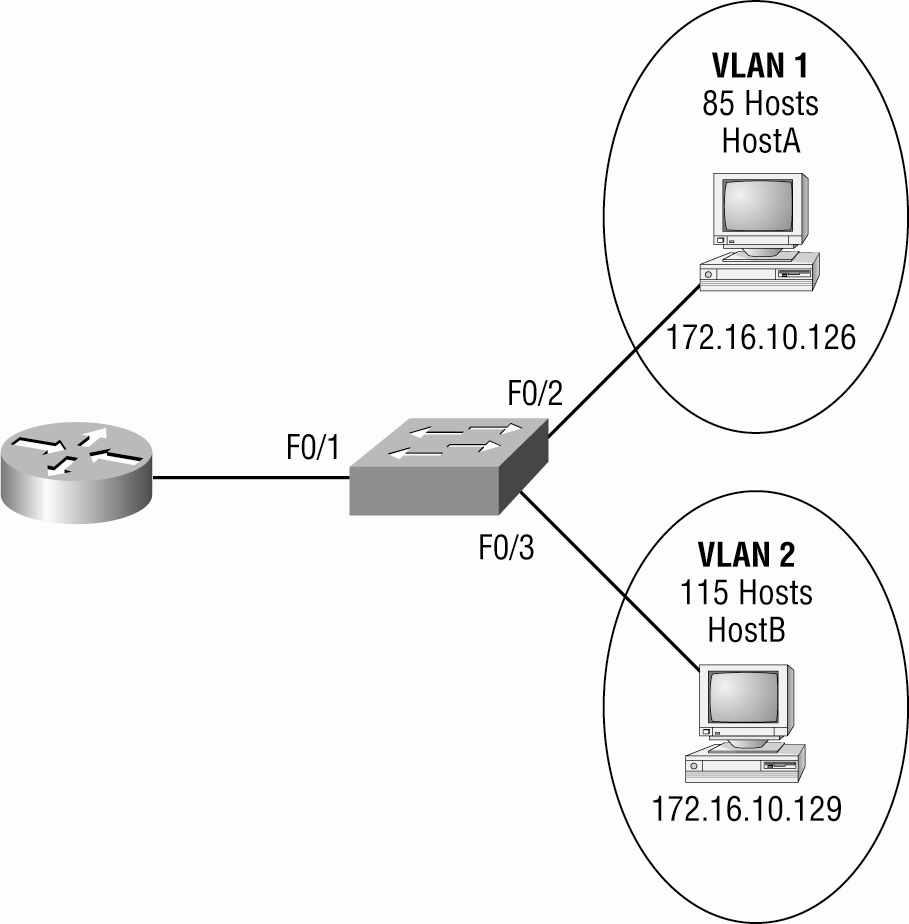 VLAN 1
85 Hosts
HostA
172.16.10.126
F0/2
F0/1
F0/3
VLAN 2
115 Hosts
HostB
172.16.10.129